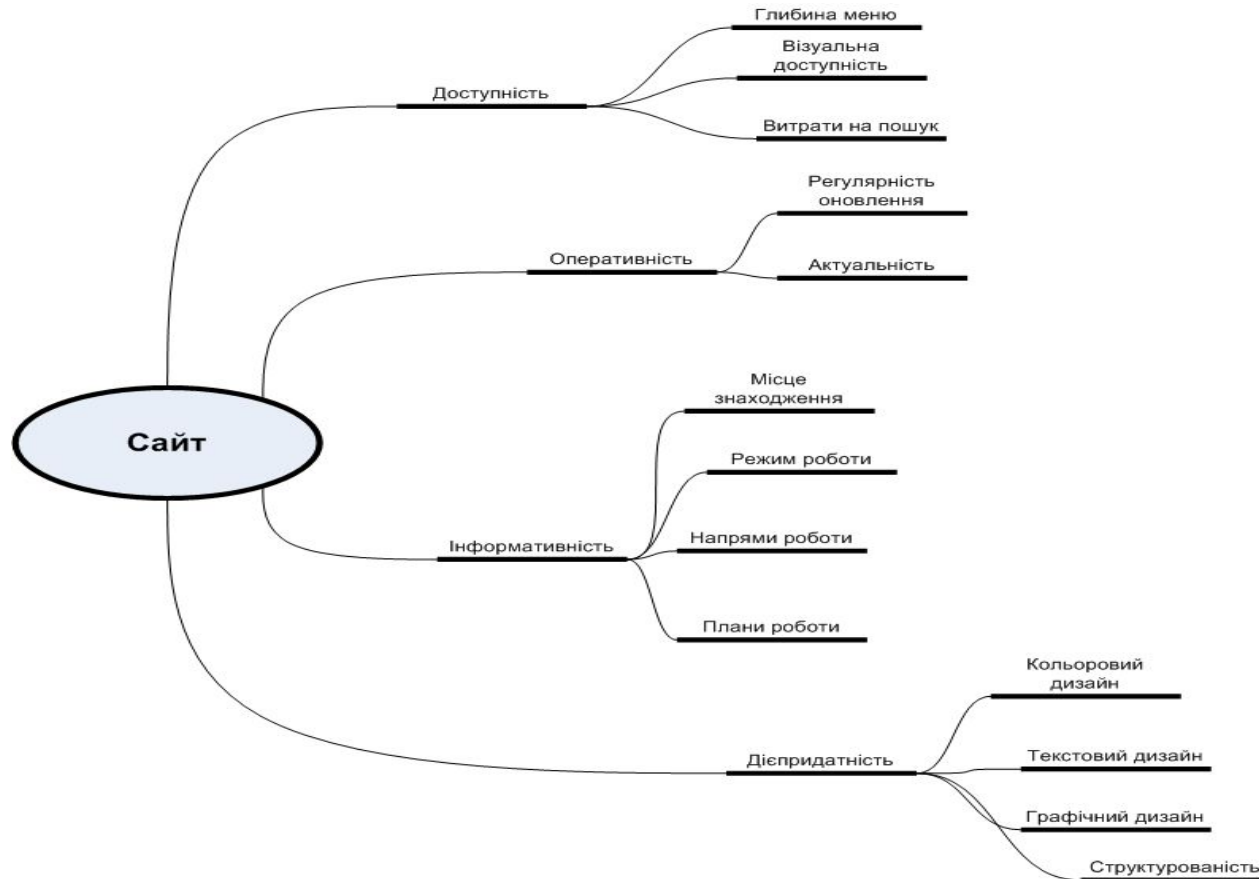 Глибина меню
Візуальна
доступність
Доступність
Витрати на пошук
Регулярність
оновлення
Оперативність
Актуальність
Місце
знаходження
Сайт
Режим роботи
Інформативність
Напрями роботи
Плани роботи
Кольоровий
дизайн
Дієпридатність
Текстовий дизайн
Графічний дизайн
Структурованість